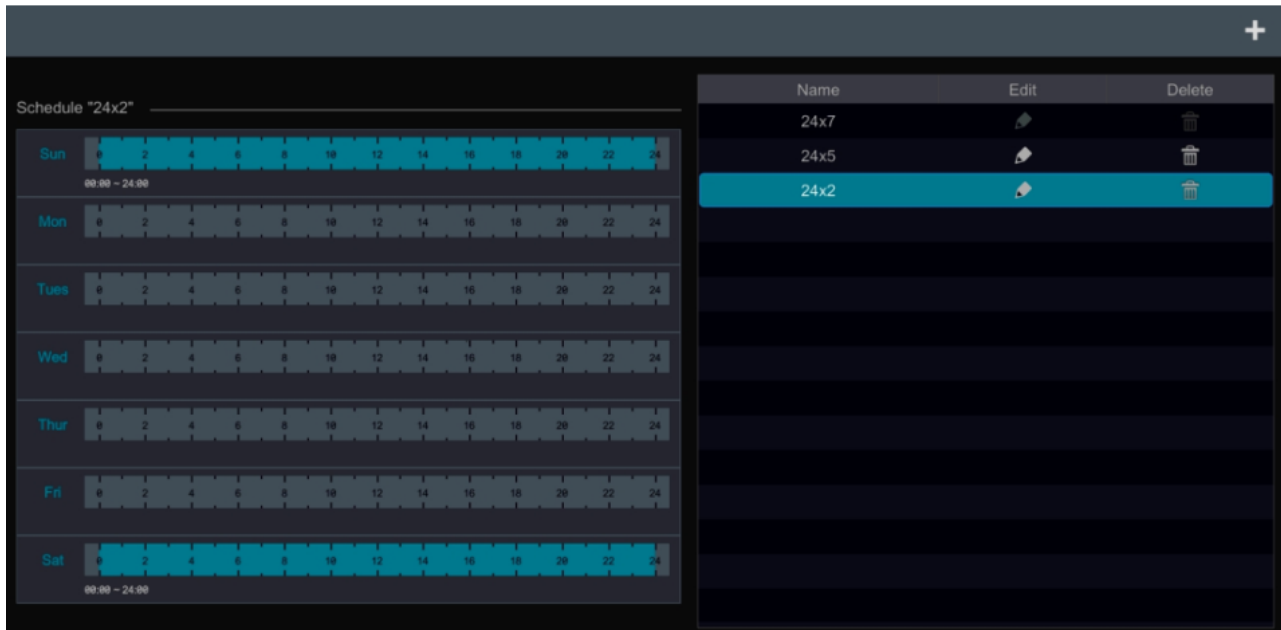 +
Schedule "24x2"
Sun 0 2 4 6 8 10 12 14 16 18 20 22 24
00:00 ~ 24:00
Mon 0 2 4 6 8 10 12 14 16 18 20 22 24
Tues 0 2 4 6 8 10 12 14 16 18 20 22 24
Wed 0 2 4 6 8 10 12 14 16 18 20 22 24
Thur 0 2 4 6 8 10 12 14 16 18 20 22 24
Fri 0 2 4 6 8 10 12 14 16 18 20 22 24
Sat 0 2 4 6 8 10 12 14 16 18 20 22 24
00:00 ~ 24:00
Name Edit Delete
24x7
24x5
24x2